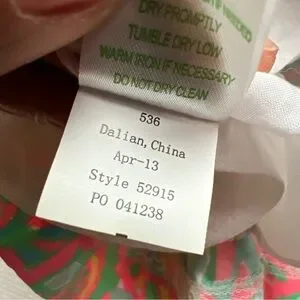 DRY PROMPTLY
TUMBLE DRY LOW
WARM IRON IF NECESSARY
DO NOT DRY CLEAN
536
Dalian, China
Apr-13
Style 52915
PO 041238